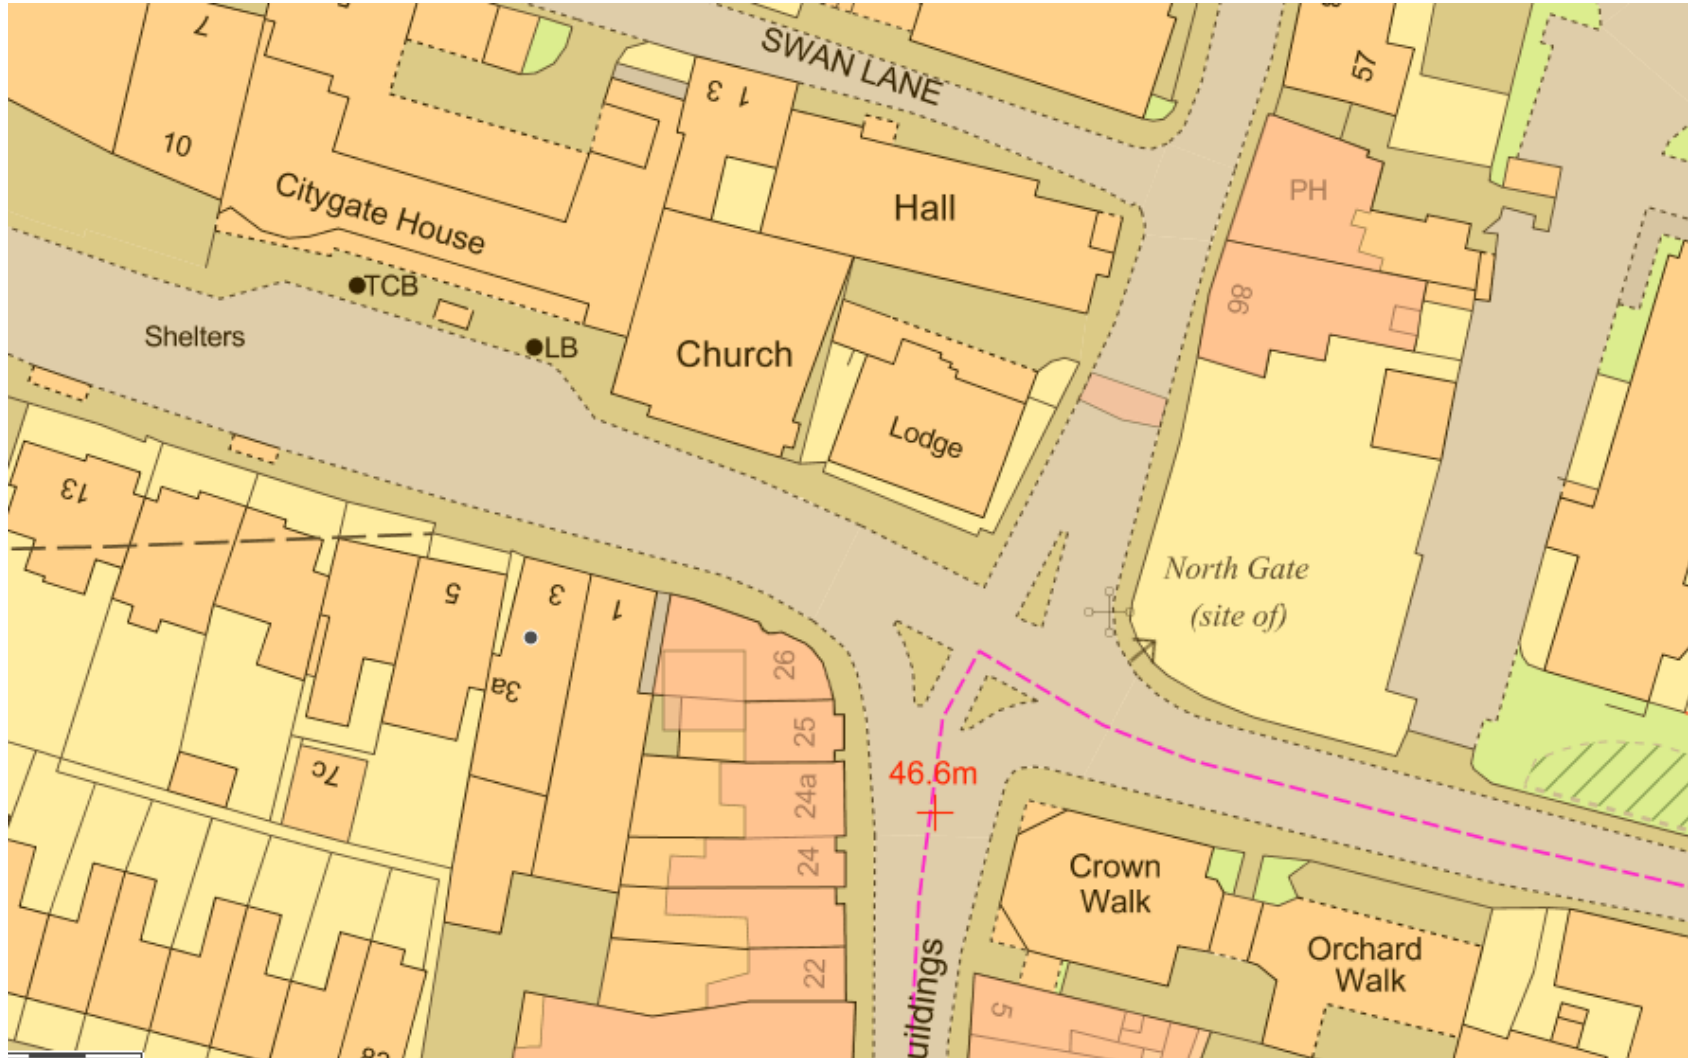 7
10
SWAN LANE
1 3
57
Citygate House
Hall
PH
TCB
98
Shelters
LB
Church
Lodge
13
North Gate
(site of)
5
3
1
3a
26
25
7c
46.6m
24a
24
Crown
Walk
Orchard
Walk
22
uildings
5